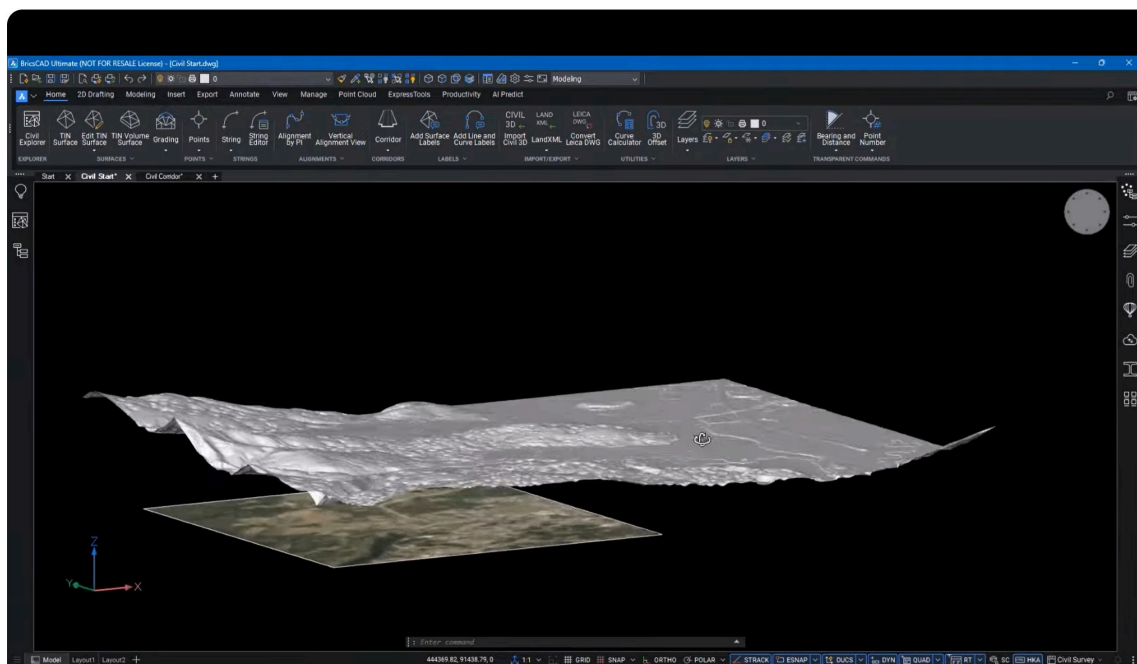 BricsCAD Ultimate (NOT FOR RESALE License) - [Civil Start.dwg]
0 Modeling
Home 2D Drafting Modeling Insert Export Annotate View Manage Point Cloud ExpressTools Productivity AI Predict
Civil Explorer
TIN Surface
Edit TIN Surface
TIN Volume Surface
Grading
Points
String
String Editor
Alignment by PI
Vertical Alignment View
Corridor
Add Surface Labels
Add Line and Curve Labels
CIVIL 3D
Import Civil 3D
LAND XML
LandXML
LEICA DWG
Convert Leica DWG
Curve Calculator
3D
3D Offset
Layers
0
Bearing and Distance
Point Number
EXPLORER SURFACES POINTS STRINGS ALIGNMENTS CORRIDORS LABELS IMPORT/EXPORT UTILITIES LAYERS TRANSPARENT COMMANDS
Start Civil Start* Civil Corridor*
Z
Y X
: Enter command
Model Layout1 Layout2 444369.82, 91438.79, 0 1:1 GRID SNAP ORTHO POLAR STRACK ESNAP DUCS DYN QUAD RT SC HKA Civil Survey